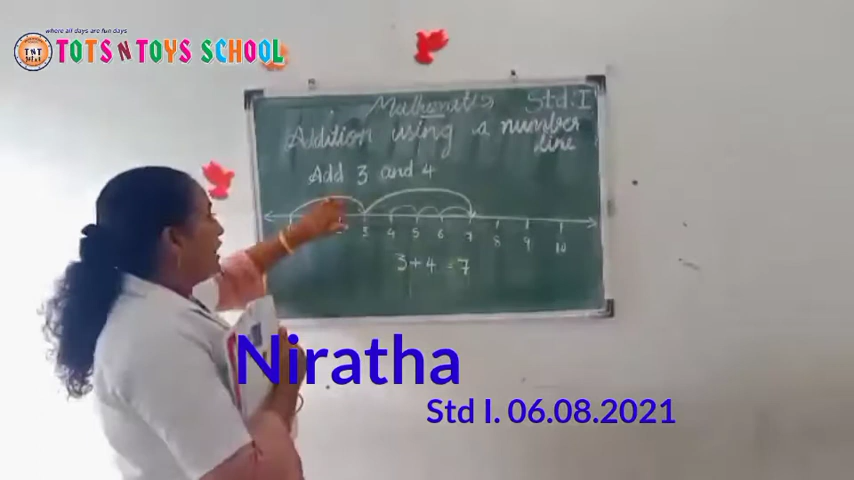 where all days are fun days
TNT
TOTS N TOYS SCHOOL
Mathematics Std: I
Addition using a number
line
Add 3 and 4
3 4 5 6 7 8 9 10
3 + 4 = 7
Niratha
Std I. 06.08.2021